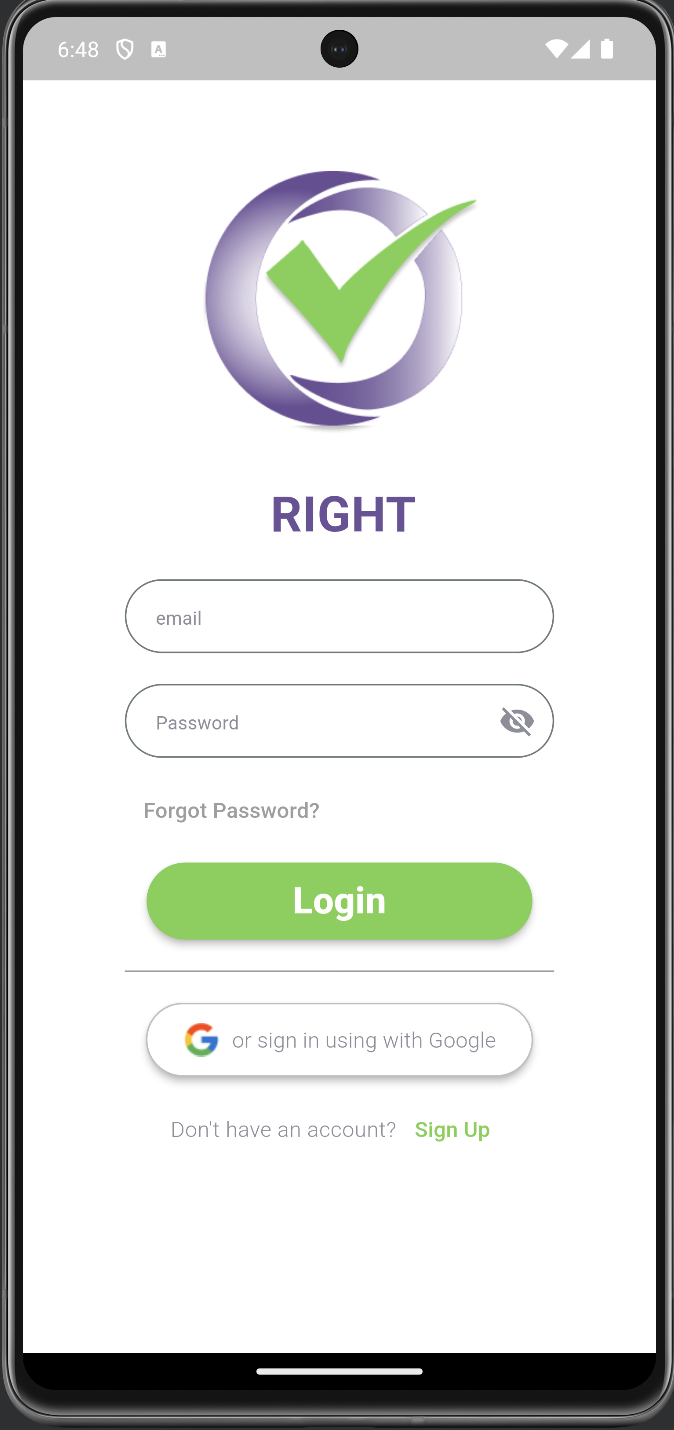 6:48
RIGHT
email
Password
Forgot Password?
Login
or sign in using with Google
Don't have an account? Sign Up